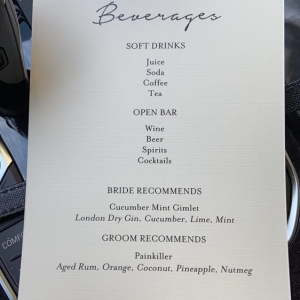 Beverages
SOFT DRINKS
Juice
Soda
Coffee
Tea
OPEN BAR
Wine
Beer
Spirits
Cocktails
BRIDE RECOMMENDS
Cucumber Mint Gimlet
London Dry Gin, Cucumber, Lime, Mint
GROOM RECOMMENDS
Painkiller
Aged Rum, Orange, Coconut, Pineapple, Nutmeg